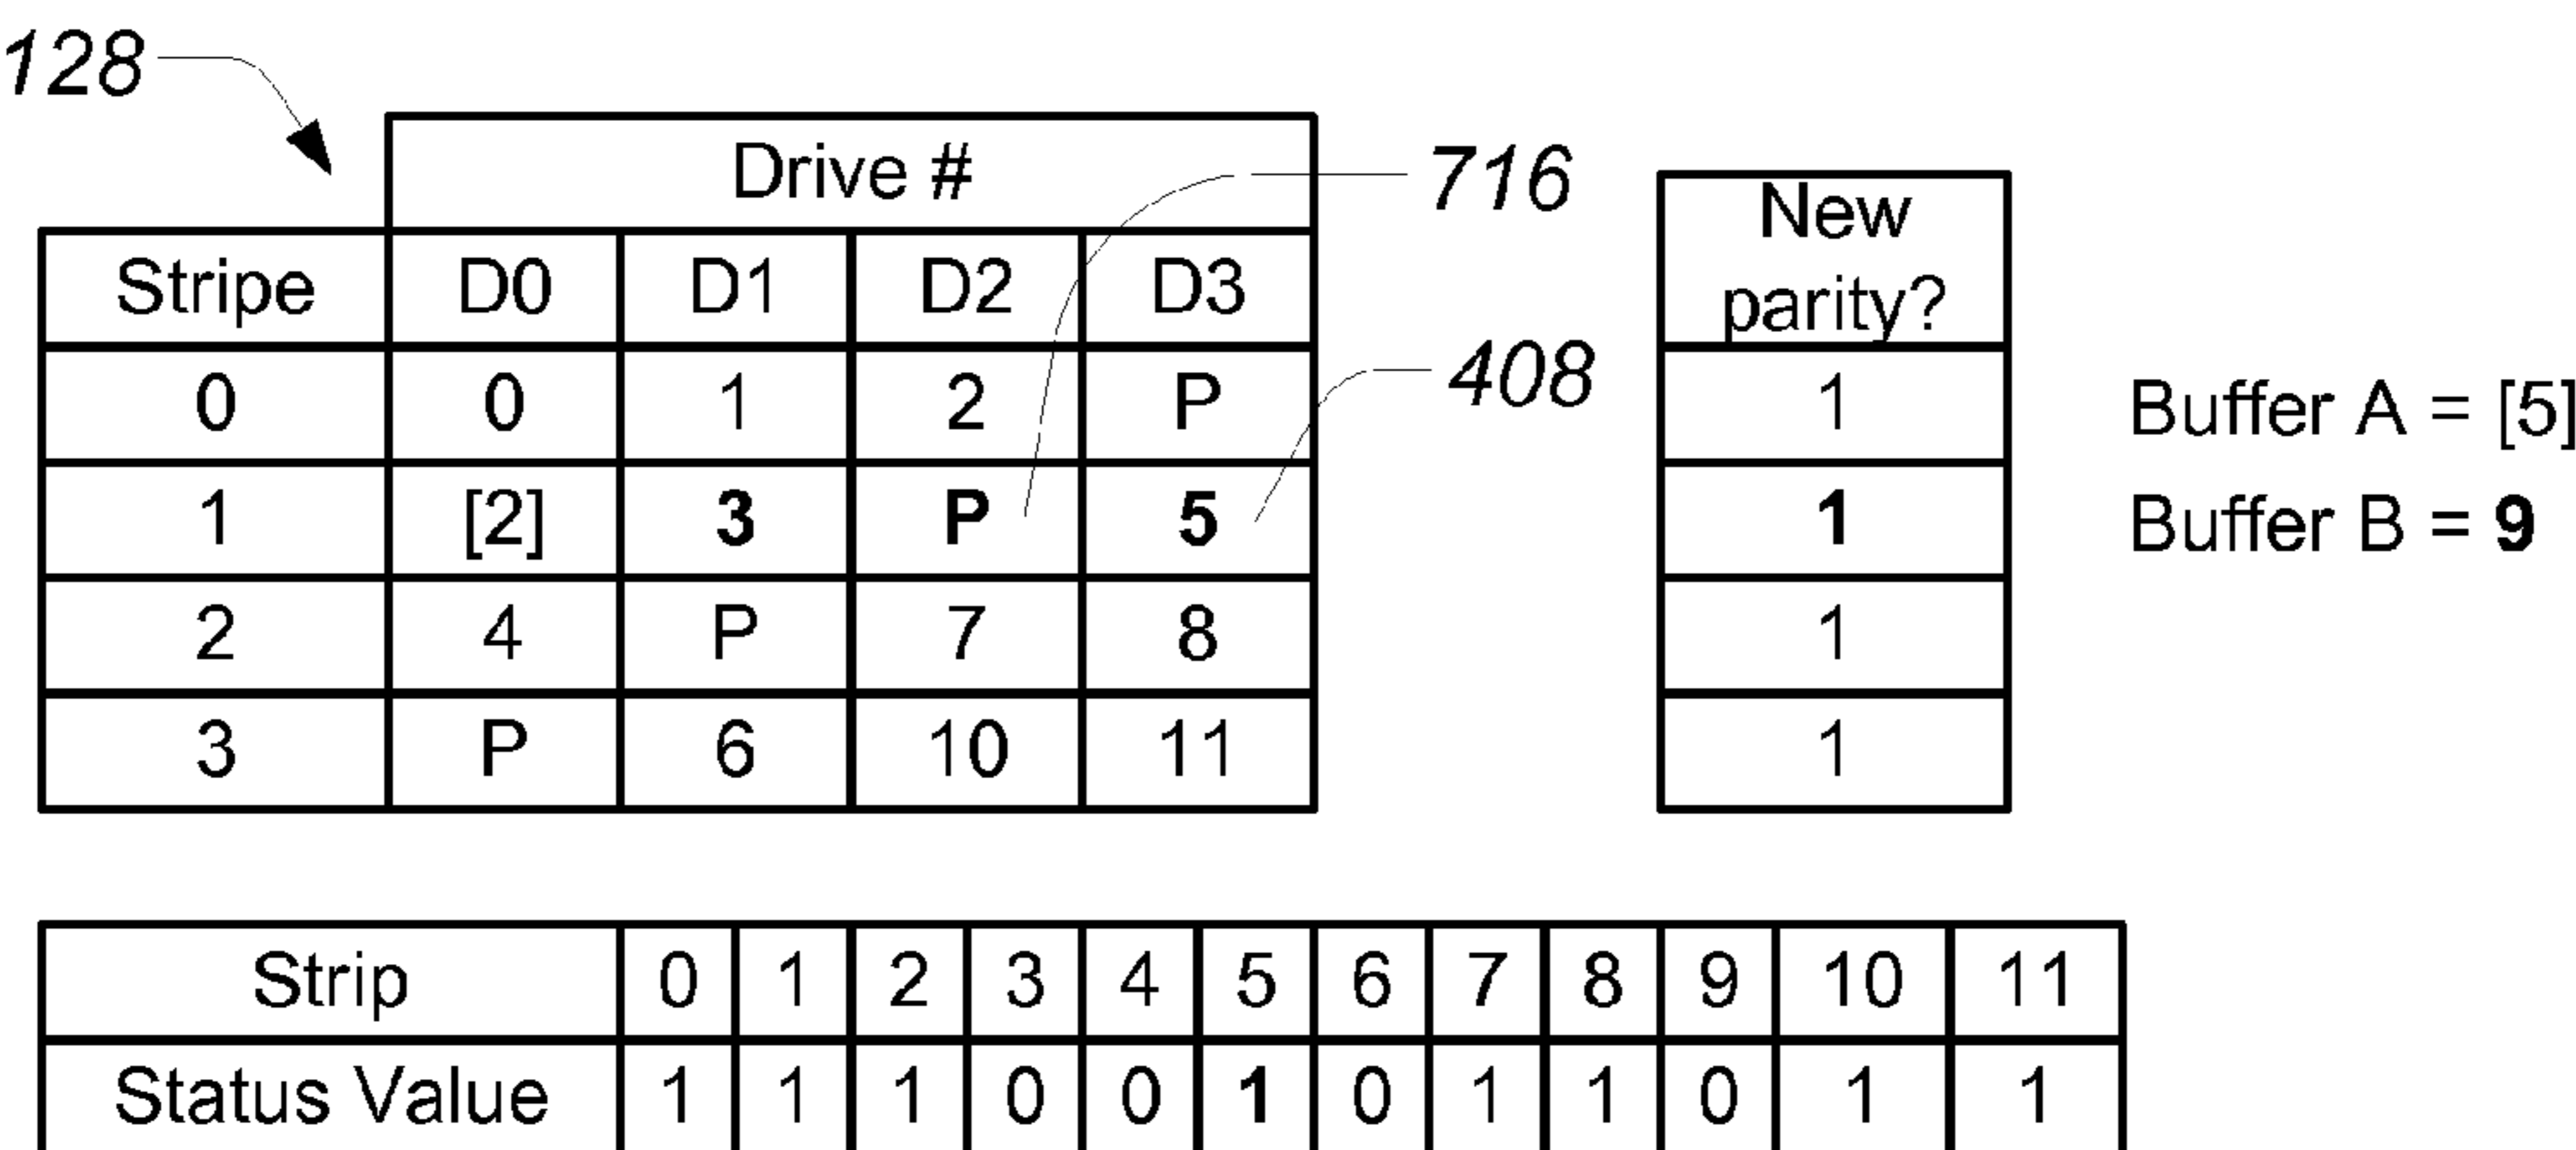 128
Drive # 716
New parity?
Stripe D0 D1 D2 D3
408
0 0 1 2 P 1 Buffer A = [5]
1 [2] 3 P 5 1 Buffer B = 9
2 4 P 7 8 1
3 P 6 10 11 1
Strip 0 1 2 3 4 5 6 7 8 9 10 11
Status Value 1 1 1 0 0 1 0 1 1 0 1 1